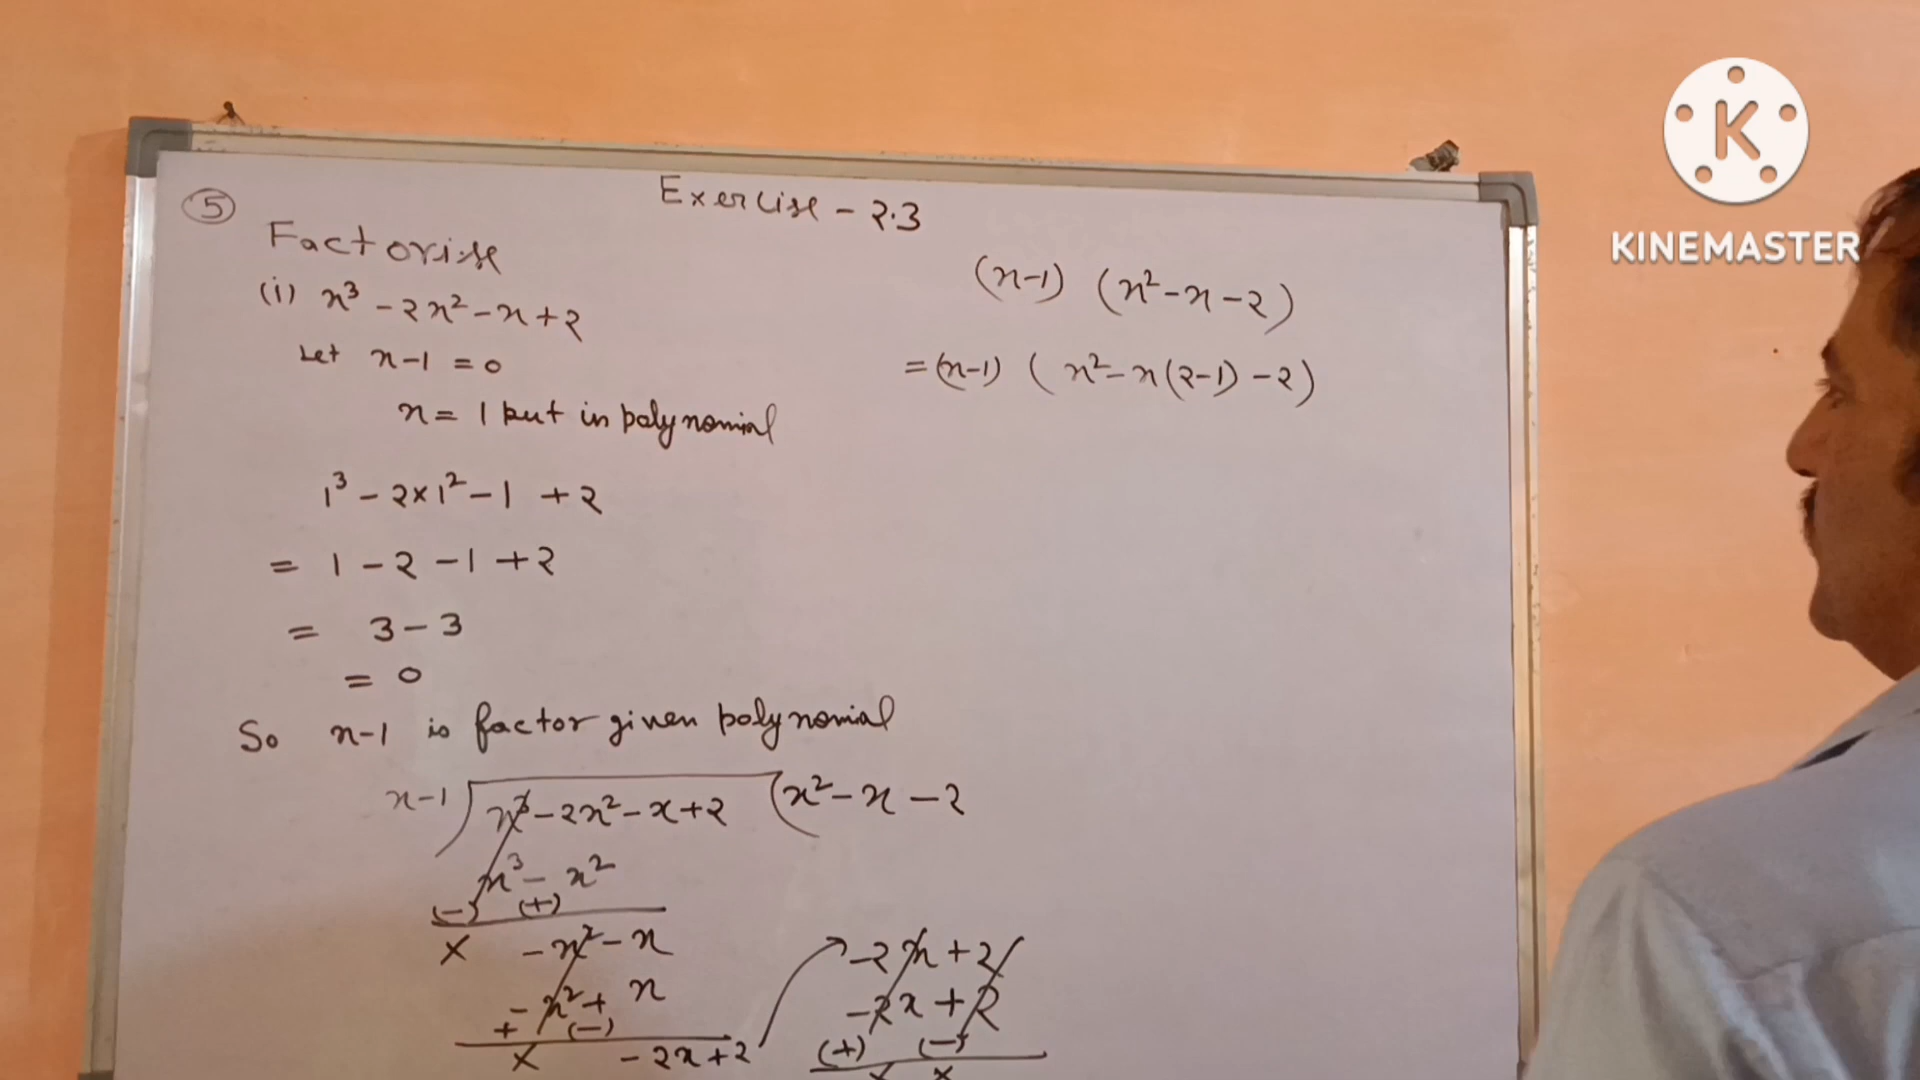 Exercise - 2.3
5
Factorise
(i) x³ - 2x² - x + 2
Let x-1 = 0
x = 1 put in polynomial
1³ - 2×1² - 1 + 2
= 1 - 2 - 1 + 2
= 3 - 3
= 0
So x-1 is factor given polynomial
x-1 ) x³ - 2x² - x + 2 ( x² - x - 2
x³ - x²
(-) (+)
× - x² - x
- x² + x
+ (-)
× - 2x + 2
-2x + 2
-2x + 2
(+) (-)
× ×
(x-1) (x² - x - 2)
= (x-1) ( x² - x(2-1) - 2)
K
KINEMASTER